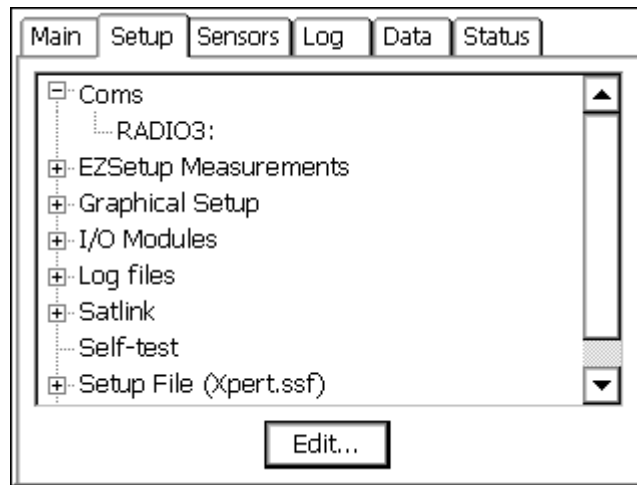 Main Setup Sensors Log Data Status
Coms
RADIO3:
EZSetup Measurements
Graphical Setup
I/O Modules
Log files
Satlink
Self-test
Setup File (Xpert.ssf)
Edit...